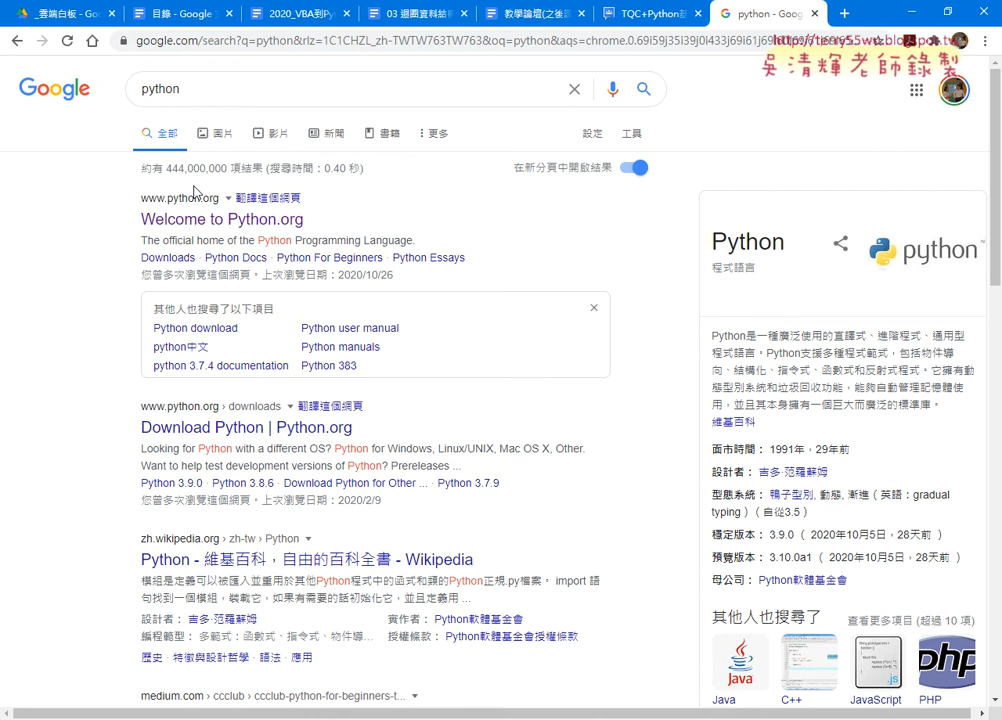 雲端白板 - G
目錄 - Google
2020_VBA到Py
03 迴圈資料結
教學論壇(之後
TQC+Python基
python - Goog
google.com/search?q=python&rlz=1C1CHZL_zh-TWTW763TW763&oq=python&aqs=chrome.0.69i59j35i39j0i433j69i61j
吳清輝老師錄製
Google
python
全部
圖片
影片
新聞
書籍
更多
設定
工具
約有 444,000,000 項結果 (搜尋時間：0.40 秒)
在新分頁中開啟結果
www.python.org ▼ 翻譯這個網頁
Welcome to Python.org
The official home of the Python Programming Language.
Downloads · Python Docs · Python For Beginners · Python Essays
您曾多次瀏覽這個網頁。上次瀏覽日期：2020/10/26
其他人也搜尋了以下項目
Python download
Python user manual
python中文
Python manuals
python 3.7.4 documentation
Python 383
www.python.org › downloads ▼ 翻譯這個網頁
Download Python | Python.org
Looking for Python with a different OS? Python for Windows, Linux/UNIX, Mac OS X, Other.
Want to help test development versions of Python? Prereleases ...
Python 3.9.0 · Python 3.8.6 · Download Python for Other ... · Python 3.7.9
您曾多次瀏覽這個網頁。上次瀏覽日期：2020/2/9
zh.wikipedia.org › zh-tw › Python ▼
Python - 維基百科，自由的百科全書 - Wikipedia
模組是定義可以被匯入並重用於其他Python程式中的函式和類的Python正規.py檔案。 import 語
句找到一個模組，裝載它，如果有需要的話初始化它，並且定義用 ...
設計者： 吉多·范羅蘇姆
實作者： Python軟體基金會
編程範型： 多範式：函數式、指令式、物件導...
授權條款： Python軟體基金會授權條款
歷史 · 特徵與設計哲學 · 語法 · 應用
medium.com › ccclub › ccclub-python-for-beginners-t... ▼
Python
程式語言
python
Python是一種廣泛使用的直譯式、進階程式、通用型
程式語言。Python支援多種程式範式，包括物件導
向、結構化、指令式、函數式和反射式程式。它擁有動
態型別系統和垃圾回收功能，能夠自動管理記憶體使
用，並且其本身擁有一個巨大而廣泛的標準庫。
維基百科
面市時間： 1991年，29年前
設計者： 吉多·范羅蘇姆
型態系統： 鴨子型別, 動態, 漸進（英語：gradual
typing）（自從3.5）
穩定版本： 3.9.0（ 2020年10月5日，28天前 ）
預覽版本： 3.10.0a1（ 2020年10月5日，28天前 ）
母公司： Python軟體基金會
其他人也搜尋了
查看更多項目 (超過 10 項)
Java
JS
php
Java
C++
JavaScript
PHP